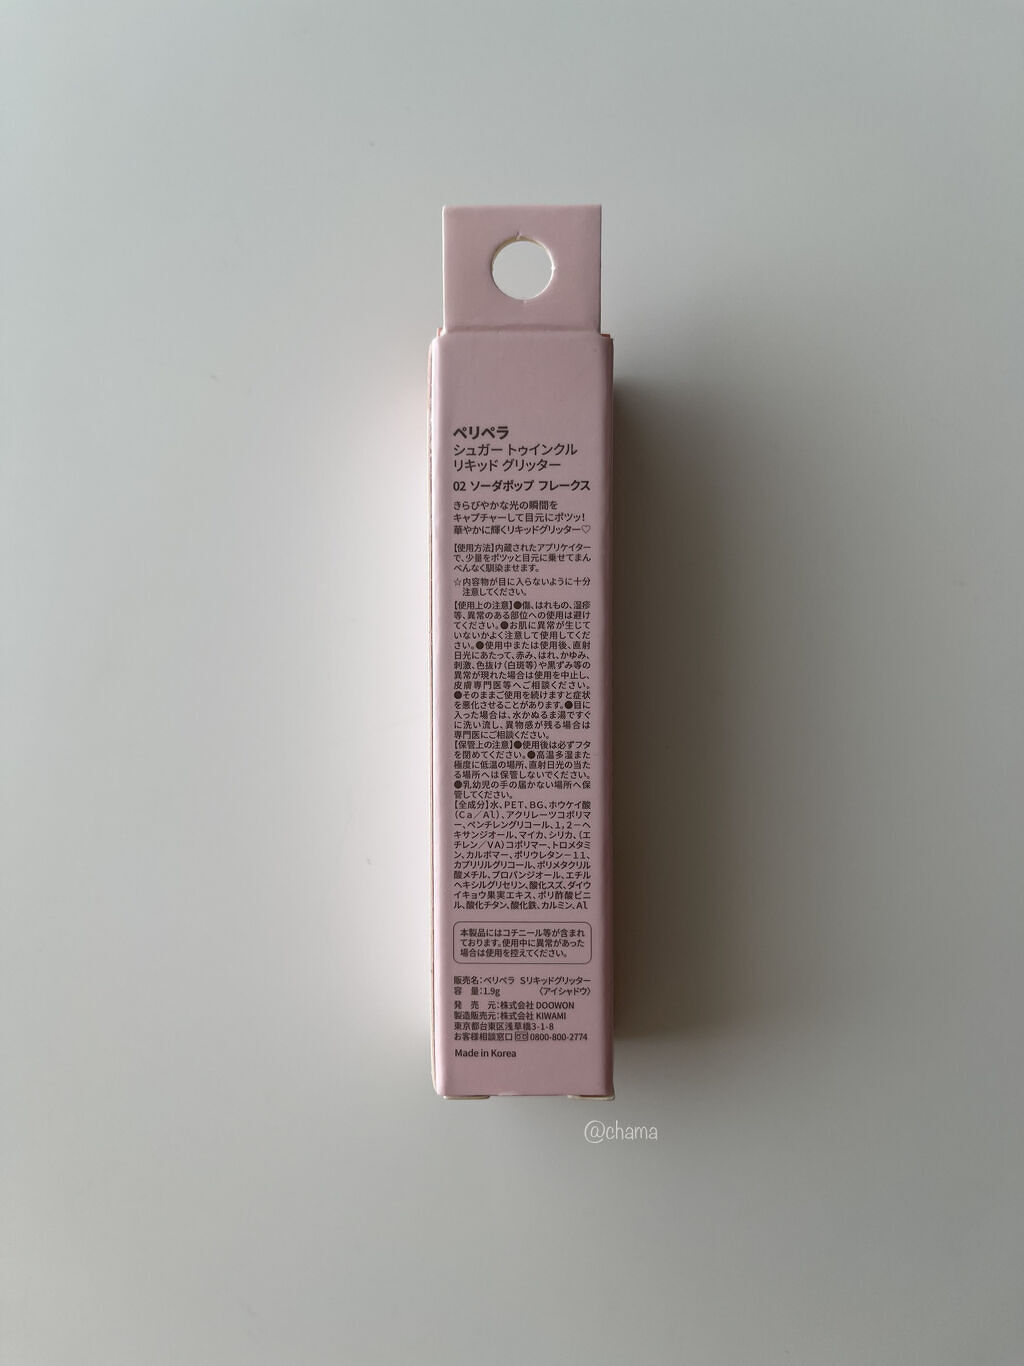 ペリペラ
シュガー トゥインクル
リキッド グリッター
02 ソーダポップ フレークス
きらびやかな光の瞬間を
キャプチャーして目元にポツッ!
華やかに輝くリキッドグリッター♡
【使用方法】内蔵されたアプリケイター
で、少量をポツッと目元に乗せてまん
べんなく馴染ませます。
☆内容物が目に入らないように十分
注意してください。
【使用上の注意】●傷、はれもの、湿疹
等、異常のある部位への使用は避け
てください。●お肌に異常が生じて
いないかよく注意して使用してくだ
さい。●使用中または使用後、直射
日光にあたって、赤み、はれ、かゆみ、
刺激、色抜け(白斑等)や黒ずみ等の
異常が現れた場合は使用を中止し、
皮膚専門医等へご相談ください。
●そのままご使用を続けますと症状
を悪化させることがあります。●目に
入った場合は、水かぬるま湯ですぐ
に洗い流し、異物感が残る場合は
専門医にご相談ください。
【保管上の注意】●使用後は必ずフタ
を閉めてください。●高温多湿また
極度に低温の場所、直射日光の当た
る場所へは保管しないでください。
●乳幼児の手の届かない場所へ保
管してください。
【全成分】水、PET、BG、ホウケイ酸
(Ca/Al)、アクリレーツコポリマ
ー、ペンチレングリコール、1,2-ヘ
キサンジオール、マイカ、シリカ、(エ
チレン/VA)コポリマー、トロメタミ
ン、カルボマー、ポリウレタン-11、
カプリリルグリコール、ポリメタクリル
酸メチル、プロパンジオール、エチル
ヘキシルグリセリン、酸化スズ、ダイウ
イキョウ果実エキス、ポリ酢酸ビニ
ル、酸化チタン、酸化鉄、カルミン、Al
本製品にはコチニール等が含まれ
ております。使用中に異常があった
場合は使用を控えてください。
販売名:ペリペラ Sリキッドグリッター
容 量:1.9g 〈アイシャドウ〉
発 売 元:株式会社 DOOWON
製造販売元:株式会社 KIWAMI
東京都台東区浅草橋3-1-8
お客様相談窓口 0800-800-2774
Made in Korea
@chama